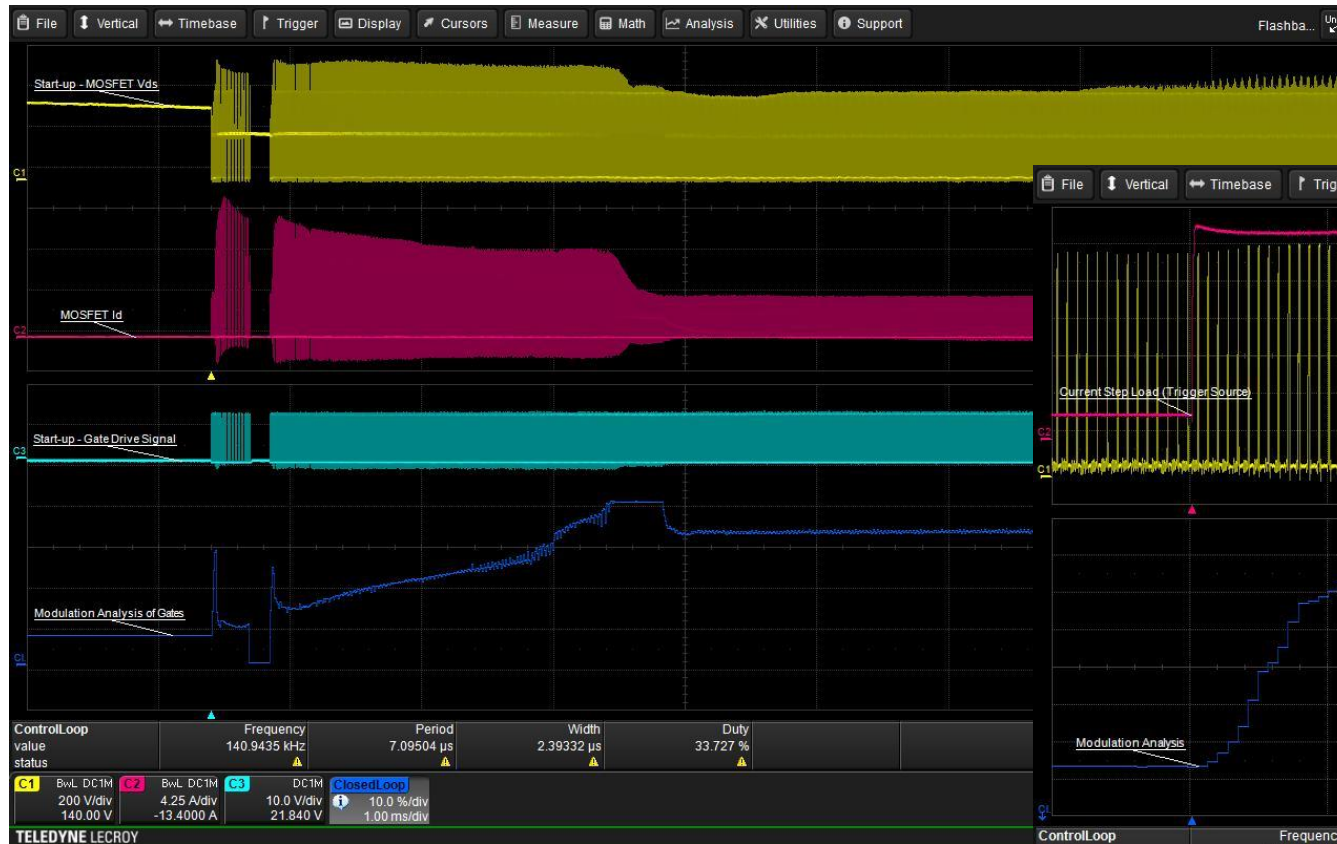 File Vertical Timebase Trigger Display Cursors Measure Math Analysis Utilities Support Flashba... Un
Start-up - MOSFET Vds
C1
MOSFET Id
C2
Start-up - Gate Drive Signal
C3
Modulation Analysis of Gates
File Vertical Timebase Trig
Current Step Load (Trigger Source)
C2
C1
Modulation Analysis
ControlLoop Frequency Period Width Duty
value 140.9435 kHz 7.09504 µs 2.39332 µs 33.727 %
status
C1 BwL DC1M C2 BwL DC1M C3 DC1M ClosedLoop
200 V/div 4.25 A/div 10.0 V/div 10.0 %/div
140.00 V -13.4000 A 21.840 V 1.00 ms/div
TELEDYNE LECROY
ControlLoop Frequenc